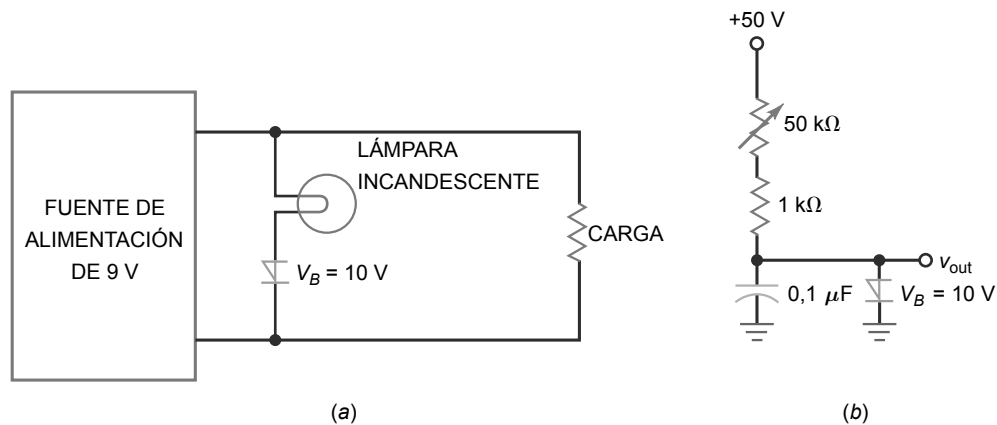 +50 V
50 kΩ
1 kΩ
v_out
0,1 μF
V_B = 10 V
(b)
FUENTE DE
ALIMENTACIÓN
DE 9 V
LÁMPARA
INCANDESCENTE
CARGA
V_B = 10 V
(a)